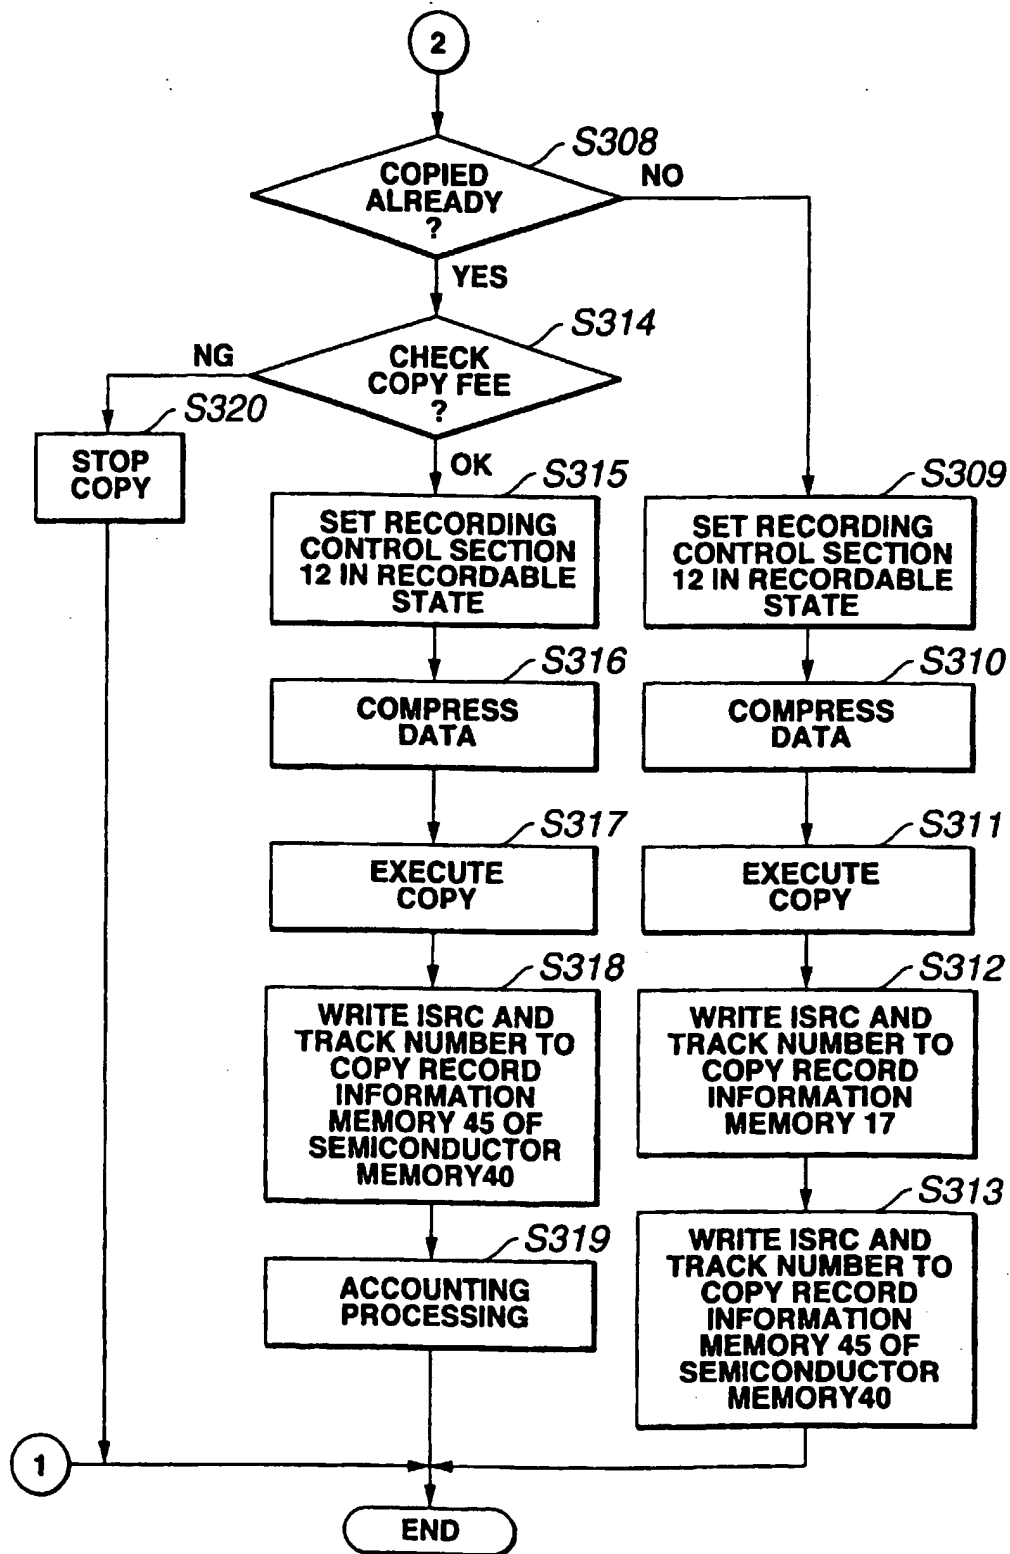 2
S308
COPIED
ALREADY
?
NO
YES
S314
CHECK
COPY FEE
?
NG
S320
STOP
COPY
OK
S315
SET RECORDING
CONTROL SECTION
12 IN RECORDABLE
STATE
S309
SET RECORDING
CONTROL SECTION
12 IN RECORDABLE
STATE
S316
COMPRESS
DATA
S310
COMPRESS
DATA
S317
EXECUTE
COPY
S311
EXECUTE
COPY
S318
WRITE ISRC AND
TRACK NUMBER TO
COPY RECORD
INFORMATION
MEMORY 45 OF
SEMICONDUCTOR
MEMORY40
S312
WRITE ISRC AND
TRACK NUMBER TO
COPY RECORD
INFORMATION
MEMORY 17
S319
ACCOUNTING
PROCESSING
S313
WRITE ISRC AND
TRACK NUMBER TO
COPY RECORD
INFORMATION
MEMORY 45 OF
SEMICONDUCTOR
MEMORY40
1
END